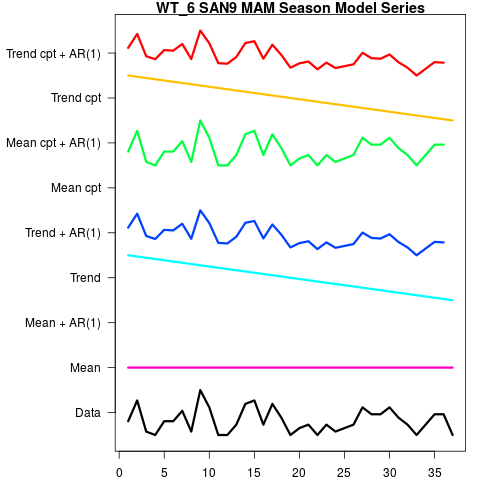 WT_6 SAN9 MAM Season Model Series
Trend cpt + AR(1)
Trend cpt
Mean cpt + AR(1)
Mean cpt
Trend + AR(1)
Trend
Mean + AR(1)
Mean
Data
0 5 10 15 20 25 30 35